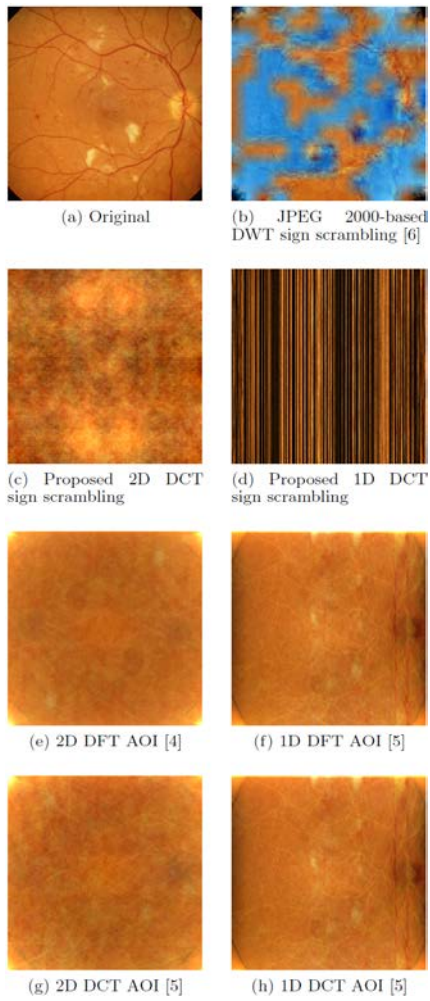 (a) Original
(b) JPEG 2000-based
DWT sign scrambling [6]
(c) Proposed 2D DCT
sign scrambling
(d) Proposed 1D DCT
sign scrambling
(e) 2D DFT AOI [4]
(f) 1D DFT AOI [5]
(g) 2D DCT AOI [5]
(h) 1D DCT AOI [5]